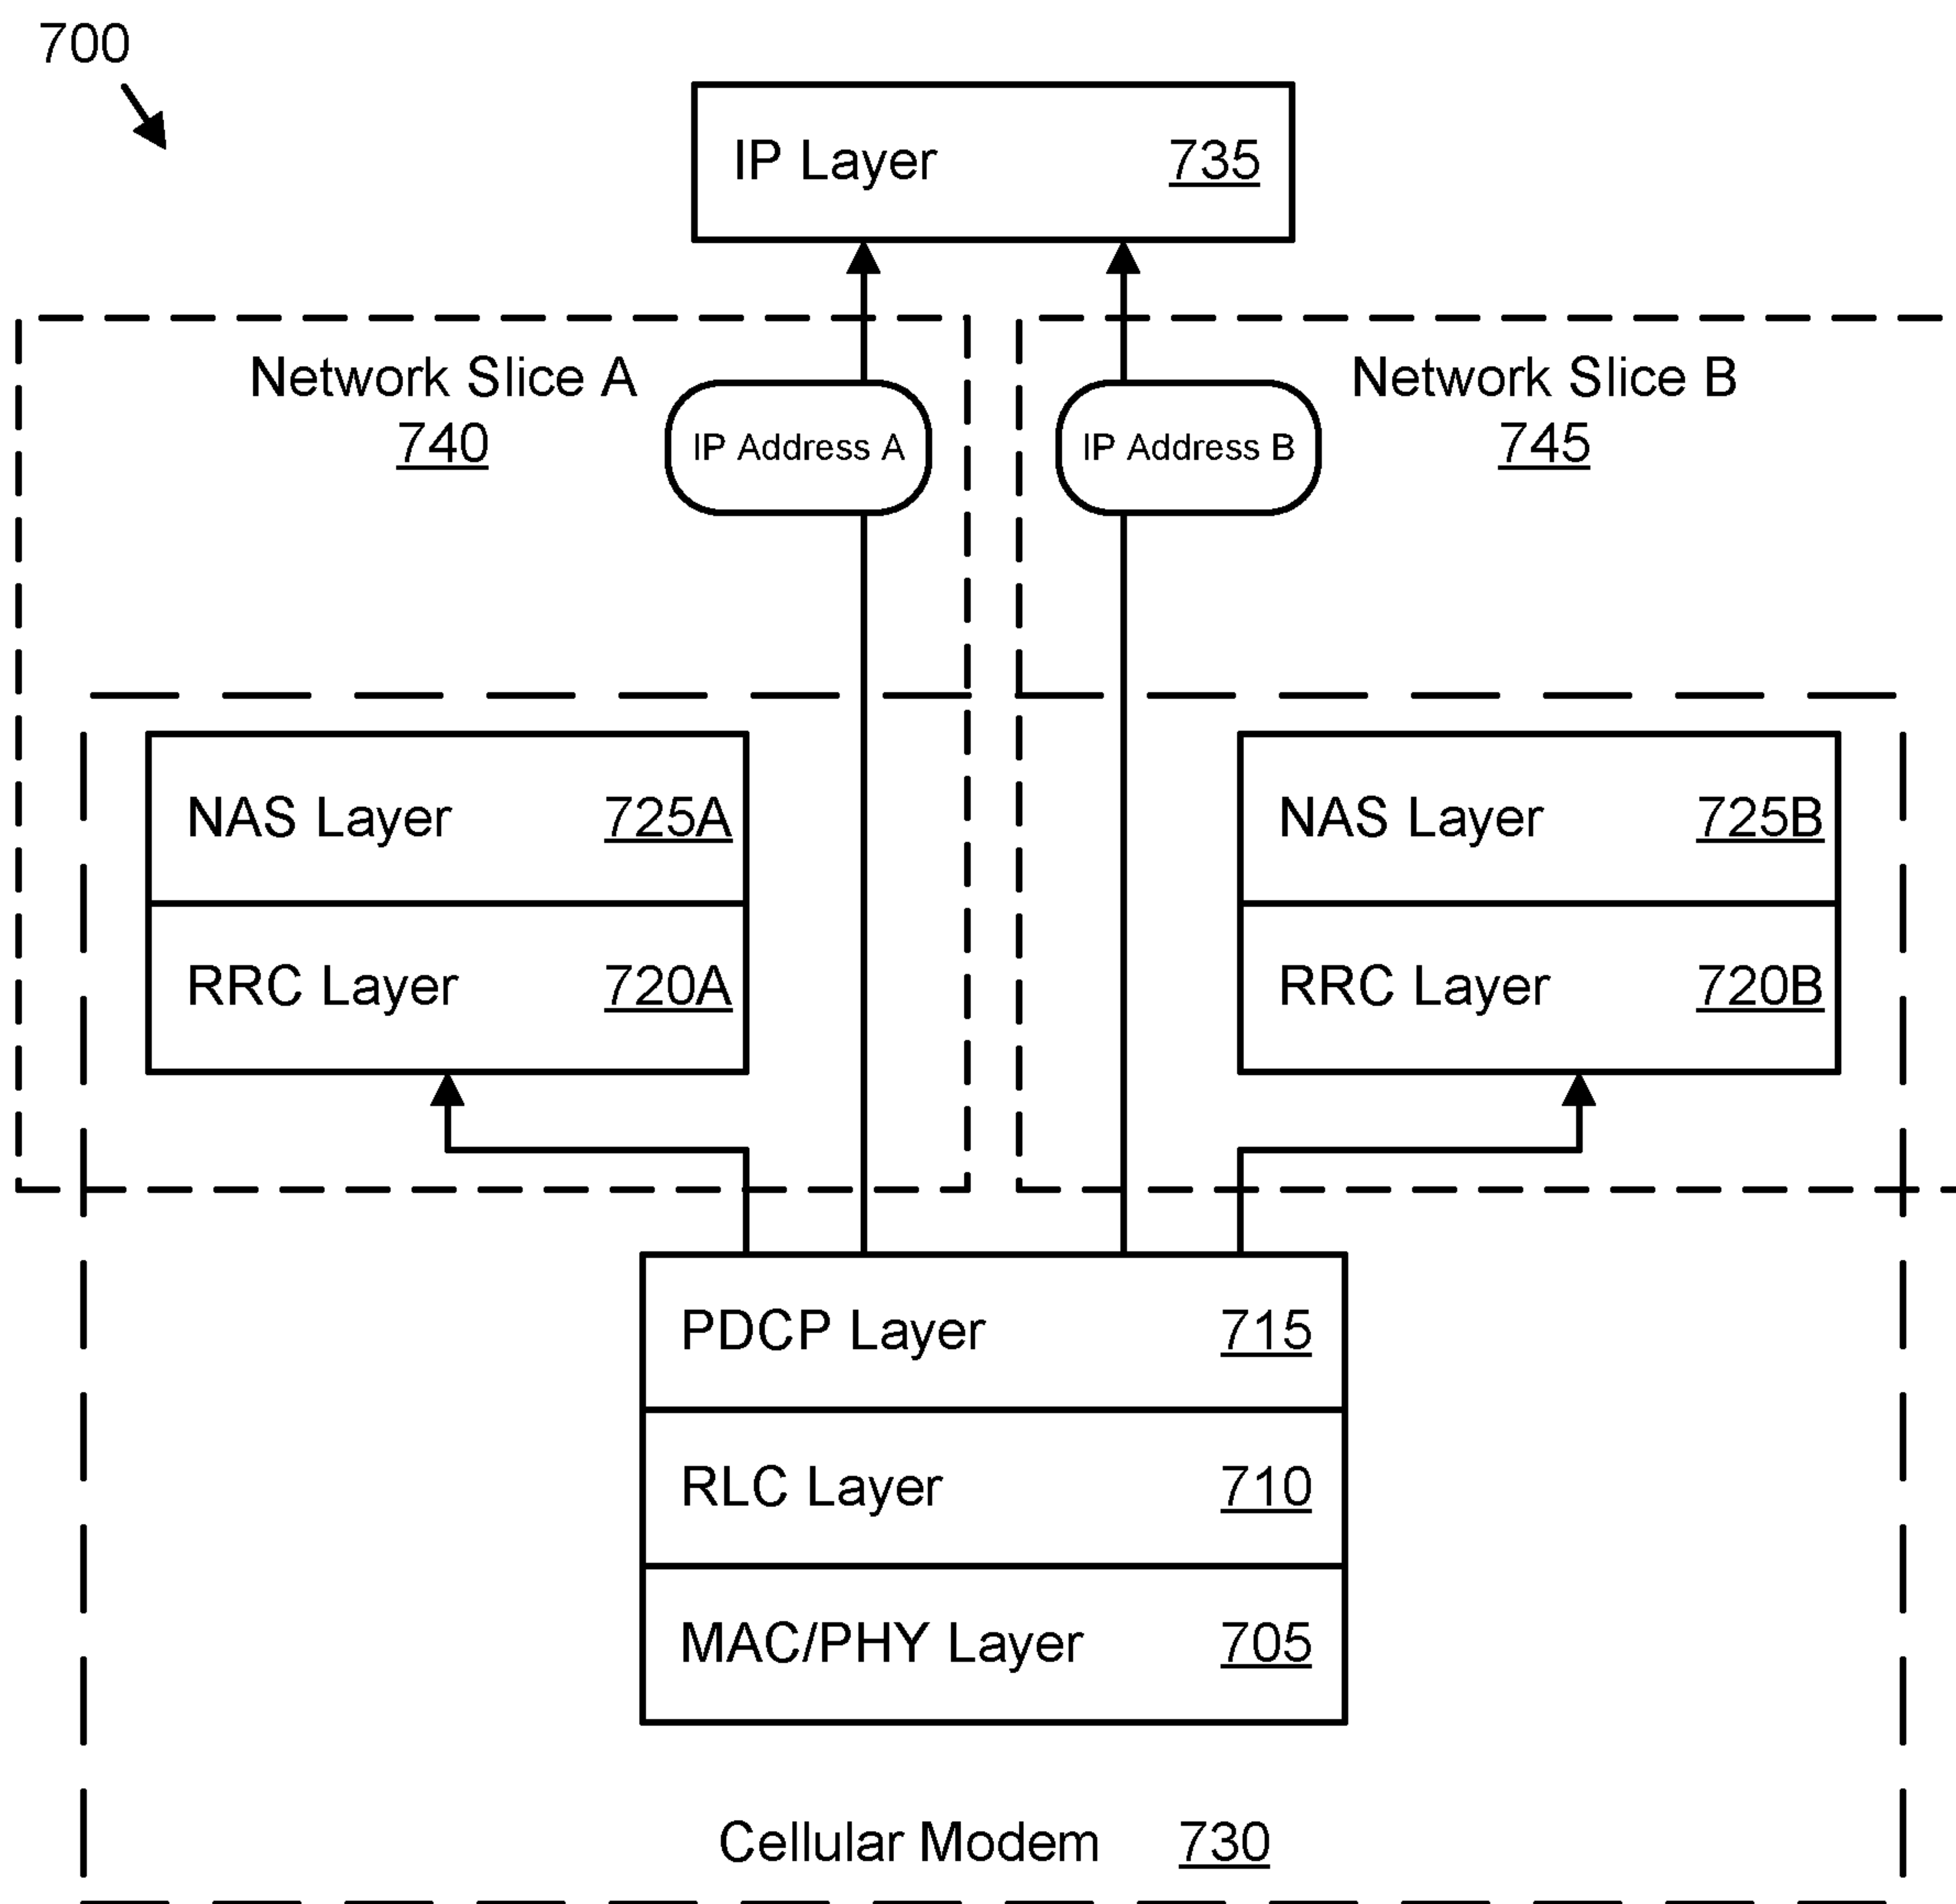 700
IP Layer 735
Network Slice A
740
IP Address A
IP Address B
Network Slice B
745
NAS Layer 725A
RRC Layer 720A
NAS Layer 725B
RRC Layer 720B
PDCP Layer 715
RLC Layer 710
MAC/PHY Layer 705
Cellular Modem 730